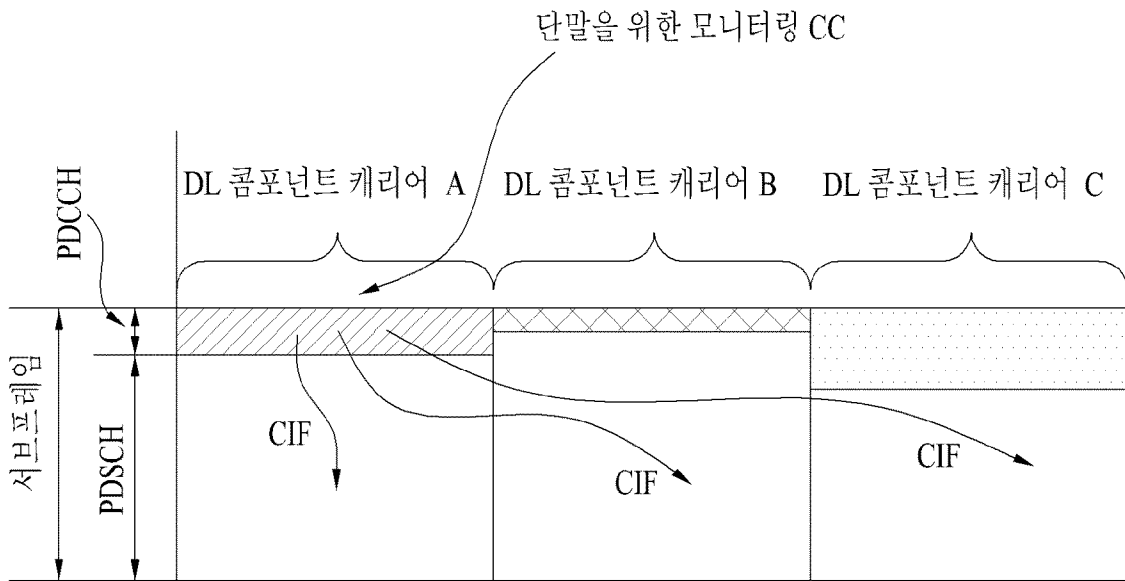 단말을 위한 모니터링 CC
DL 콤포넌트 캐리어 A
DL 콤포넌트 캐리어 B
DL 콤포넌트 캐리어 C
PDCCH
서브프레임
PDSCH
CIF
CIF
CIF